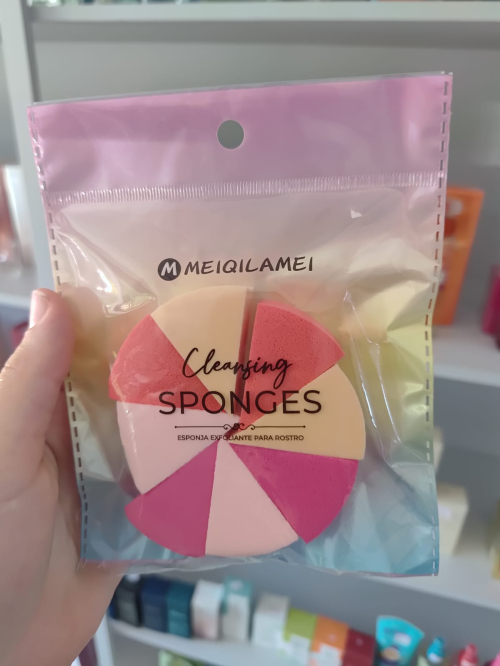 M MEIQILAMEI
Cleansing
SPONGES
ESPONJA EXFOLIANTE PARA ROSTRO